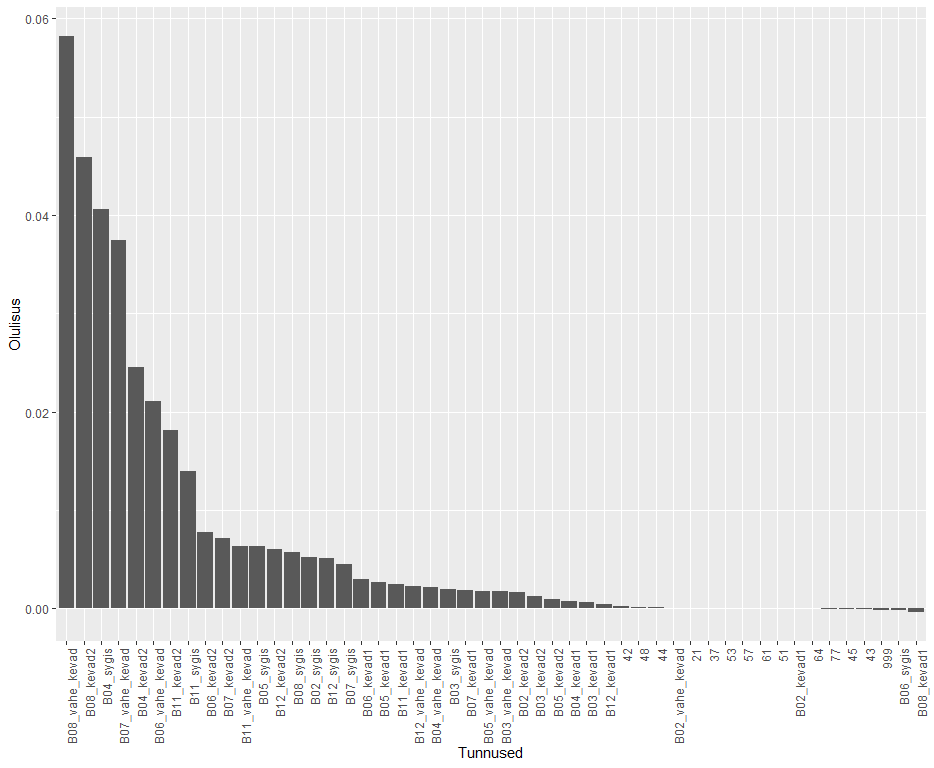 0.06
0.04
0.02
0.00
Olulisus
B08_vahe_kevad
B08_kevad2
B04_sygis
B07_vahe_kevad
B04_kevad2
B06_vahe_kevad
B11_kevad2
B11_sygis
B06_kevad2
B07_kevad2
B11_vahe_kevad
B05_sygis
B12_kevad2
B08_sygis
B02_sygis
B12_sygis
B07_sygis
B06_kevad1
B05_kevad1
B11_kevad1
B12_vahe_kevad
B04_vahe_kevad
B03_sygis
B07_kevad1
B05_vahe_kevad
B03_vahe_kevad
B02_kevad2
B03_kevad2
B05_kevad2
B04_kevad1
B03_kevad1
B12_kevad1
42
48
44
B02_vahe_kevad
21
37
53
57
61
51
B02_kevad1
64
77
45
43
999
B06_sygis
B08_kevad1
Tunnused